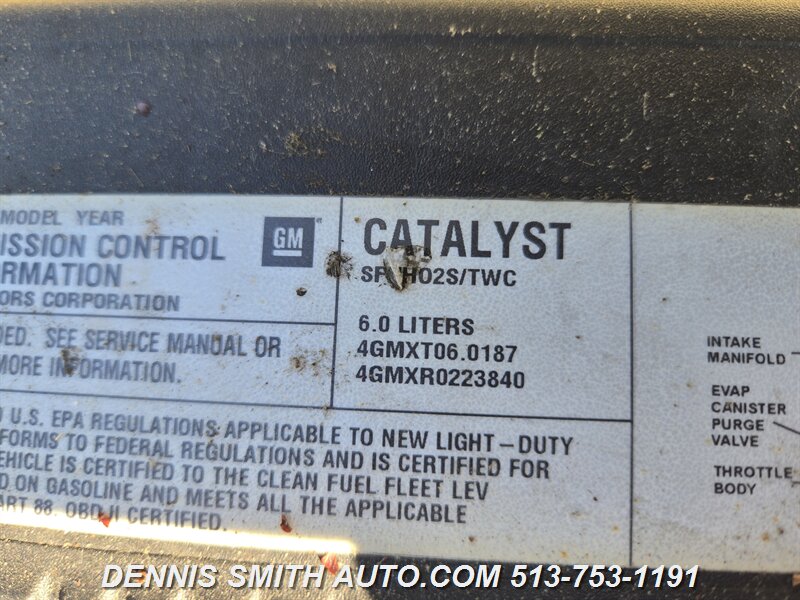 MODEL YEAR
ISSION CONTROL
RMATION
ORS CORPORATION
GM
DED. SEE SERVICE MANUAL OR
MORE INFORMATION.
CATALYST
HO2S/TWC
6.0 LITERS
4GMXT06.0187
4GMXR0223840
U.S. EPA REGULATIONS APPLICABLE TO NEW LIGHT-DUTY
FORMS TO FEDERAL REGULATIONS AND IS CERTIFIED FOR
EHICLE IS CERTIFIED TO THE CLEAN FUEL FLEET LEV
D ON GASOLINE AND MEETS ALL THE APPLICABLE
ART 88. OBD II CERTIFIED.
INTAKE
MANIFOLD
EVAP
CANISTER
PURGE
VALVE
THROTTLE
BODY
DENNIS SMITH AUTO.COM 513-753-1191